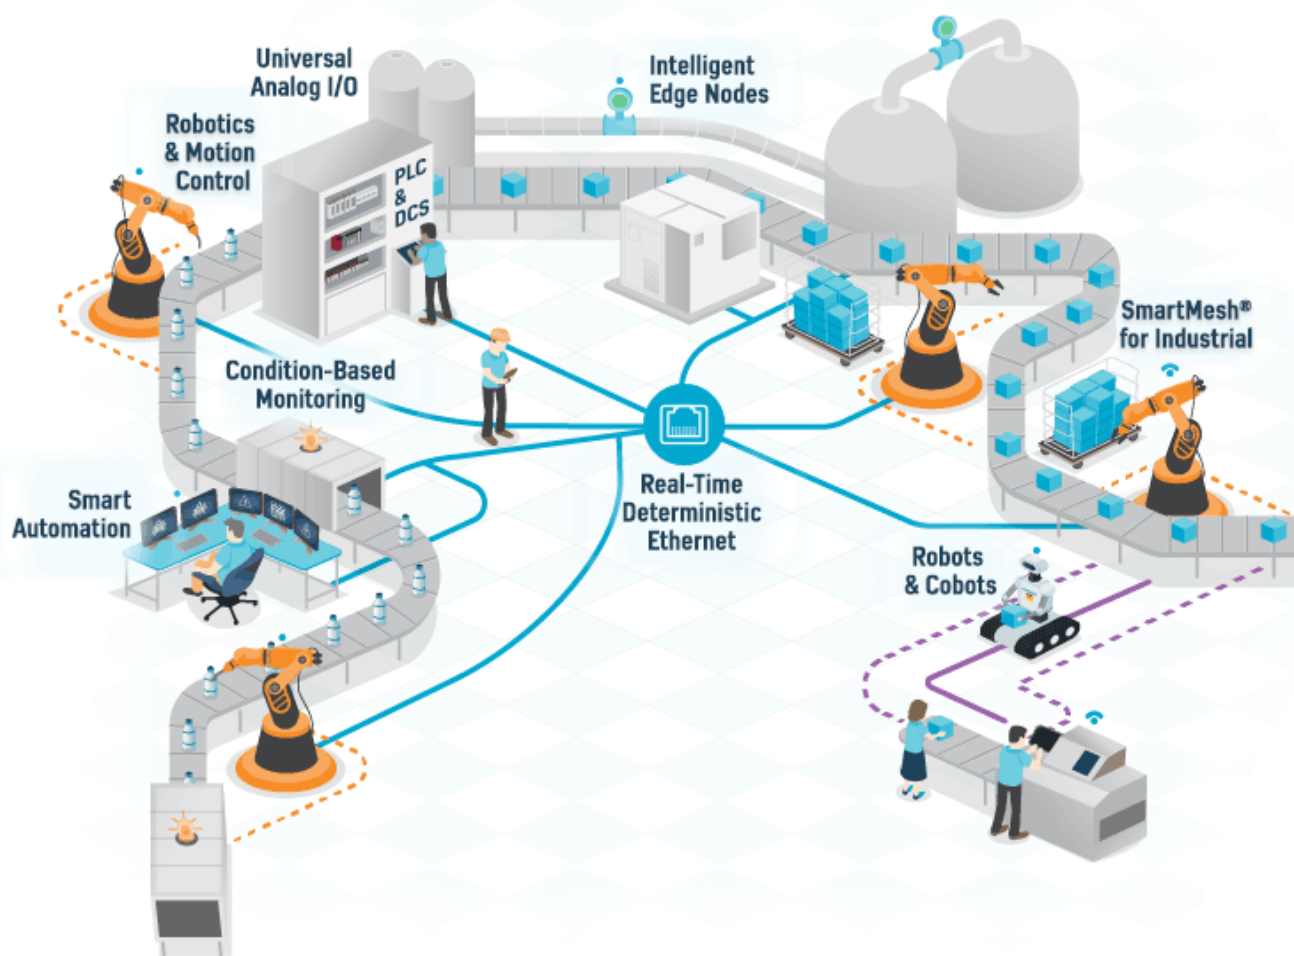 Universal
Analog I/O
Intelligent
Edge Nodes
Robotics
& Motion
Control
PLC
&
DCS
SmartMesh®
for Industrial
Condition-Based
Monitoring
Smart
Automation
Real-Time
Deterministic
Ethernet
Robots
& Cobots